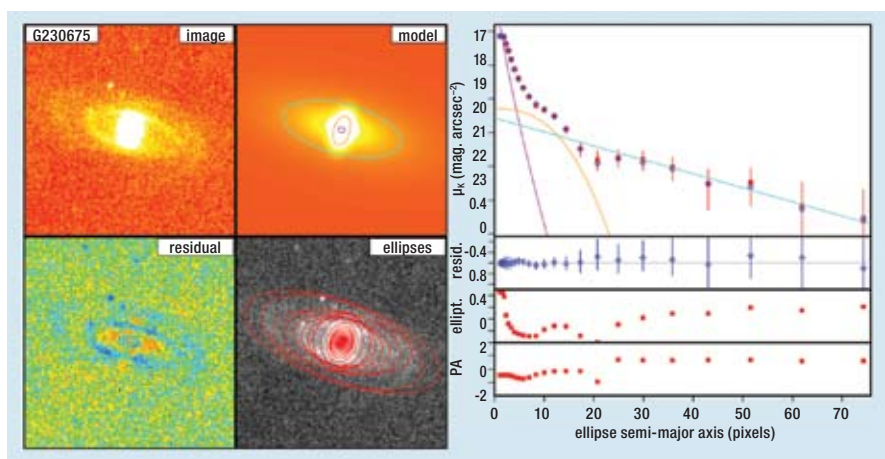 G230675
image
model
residual
ellipses
17
18
19
20
21
22
23
0.4
0
μK (mag. arcsec−2)
-0.4
0.8
resid.
0.4
0
ellipt.
2
0
-2
PA
0 10 20 30 40 50 60 70
ellipse semi-major axis (pixels)